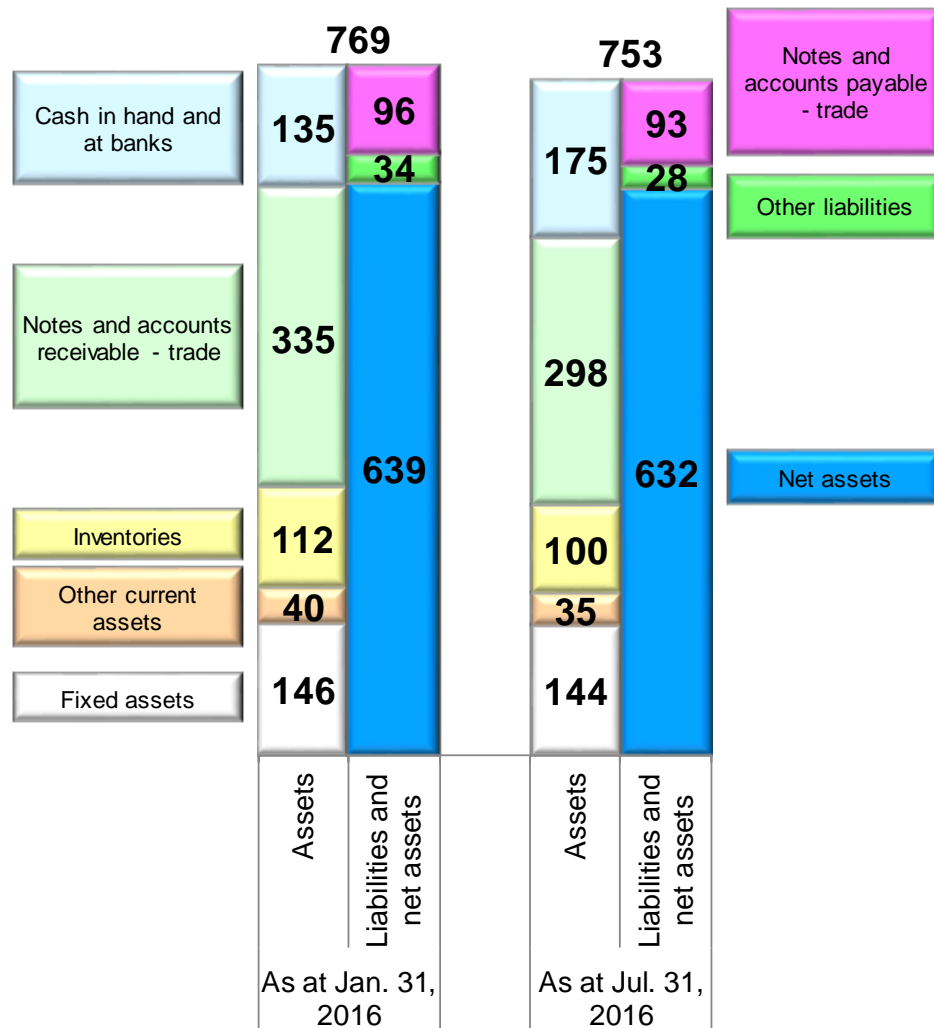 769
753
Cash in hand and
at banks
135
96
34
175
93
28
Notes and
accounts payable
- trade
Other liabilities
Notes and accounts
receivable - trade
335
639
298
632
Net assets
Inventories
112
100
Other current
assets
40
35
Fixed assets
146
144
Assets
Liabilities and
net assets
Assets
Liabilities and
net assets
As at Jan. 31,
2016
As at Jul. 31,
2016